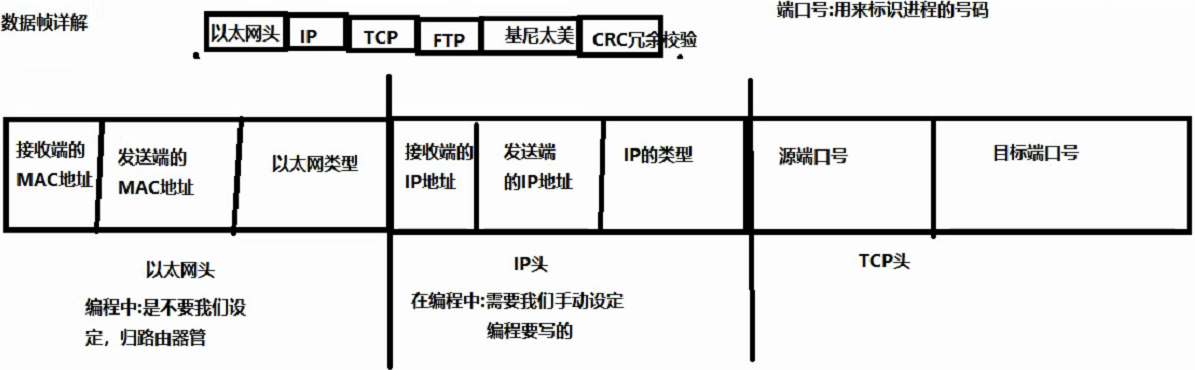 数据帧详解
端口号:用来标识进程的号码
以太网头 IP TCP FTP 基尼太美 CRC冗余校验
接收端的
MAC地址
发送端的
MAC地址
以太网类型
接收端的
IP地址
发送端
的IP地址
IP的类型
源端口号
目标端口号
以太网头
编程中:是不要我们设
定，归路由器管
IP头
在编程中:需要我们手动设定
编程要写的
TCP头